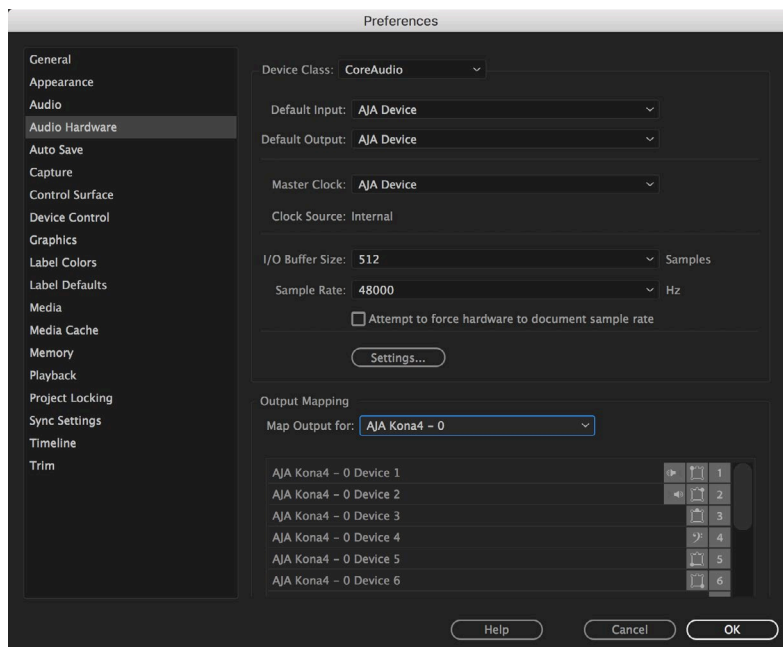 Preferences
General
Appearance
Audio
Audio Hardware
Auto Save
Capture
Control Surface
Device Control
Graphics
Label Colors
Label Defaults
Media
Media Cache
Memory
Playback
Project Locking
Sync Settings
Timeline
Trim
Device Class: CoreAudio
Default Input: AJA Device
Default Output: AJA Device
Master Clock: AJA Device
Clock Source: Internal
I/O Buffer Size: 512 Samples
Sample Rate: 48000 Hz
Attempt to force hardware to document sample rate
Settings...
Output Mapping
Map Output for: AJA Kona4 - 0
AJA Kona4 - 0 Device 1 1
AJA Kona4 - 0 Device 2 2
AJA Kona4 - 0 Device 3 3
AJA Kona4 - 0 Device 4 4
AJA Kona4 - 0 Device 5 5
AJA Kona4 - 0 Device 6 6
Help Cancel OK